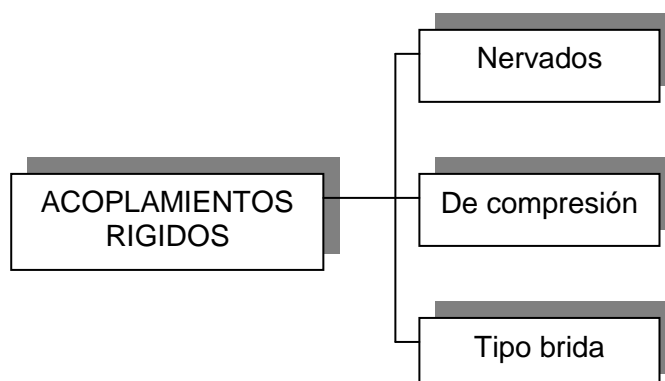 Nervados
ACOPLAMIENTOS
RIGIDOS
De compresión
Tipo brida